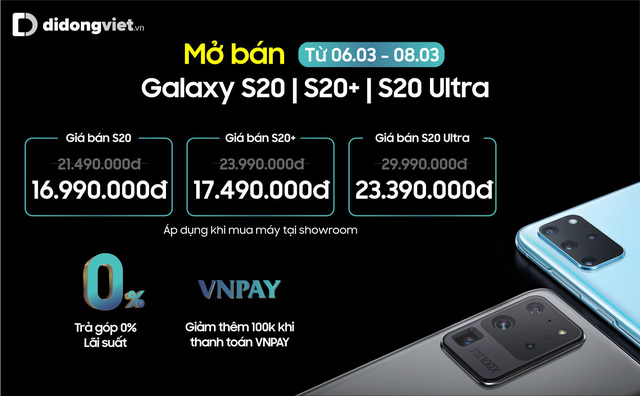 didongviet.vn
Mở bán Từ 06.03 - 08.03
Galaxy S20 | S20+ | S20 Ultra
Giá bán S20
21.490.000đ
16.990.000đ
Giá bán S20+
23.990.000đ
17.490.000đ
Giá bán S20 Ultra
29.990.000đ
23.390.000đ
Áp dụng khi mua máy tại showroom
0%
Trả góp 0%
Lãi suất
VNPAY
Giảm thêm 100k khi
thanh toán VNPAY
100X